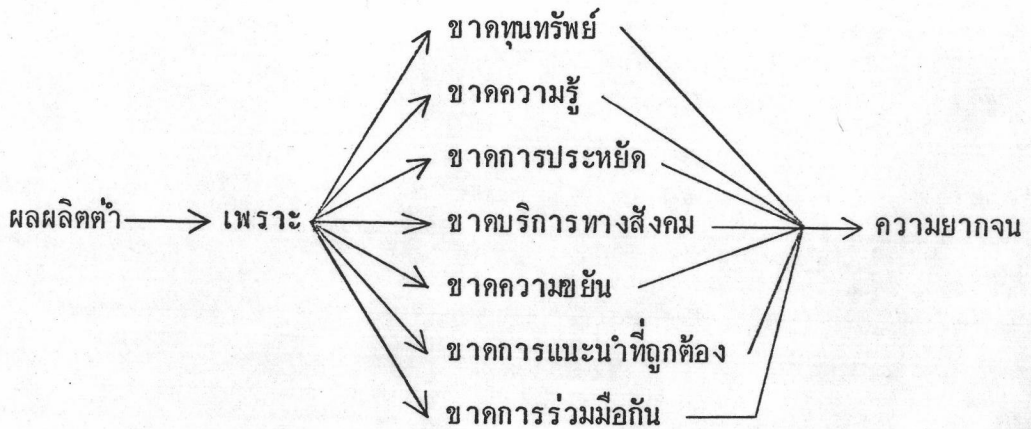 ขาดทุนทรัพย์
ขาดความรู้
ขาดการประหยัด
ผลผลิตต่ำ เพราะ ขาดบริการทางสังคม ความยากจน
ขาดความขยัน
ขาดการแนะนำที่ถูกต้อง
ขาดการร่วมมือกัน